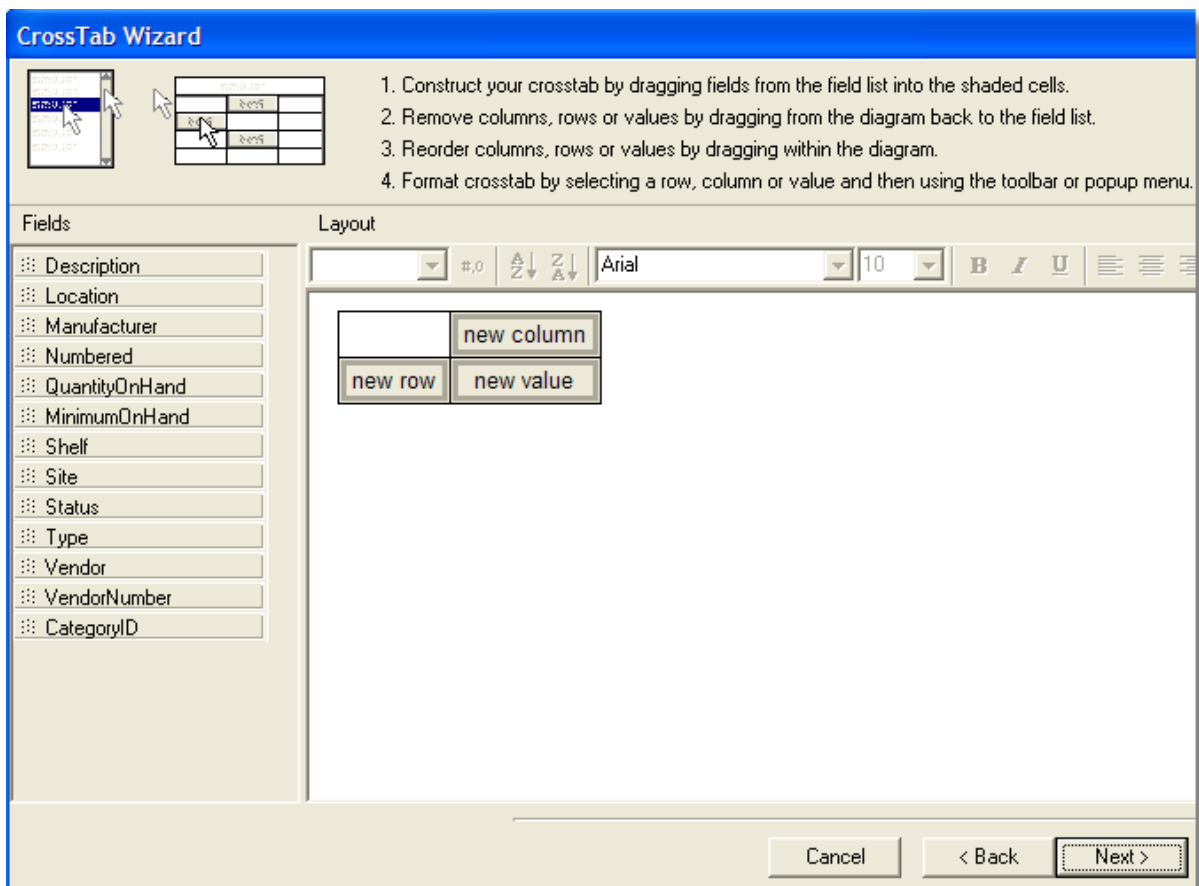 CrossTab Wizard
1. Construct your crosstab by dragging fields from the field list into the shaded cells.
2. Remove columns, rows or values by dragging from the diagram back to the field list.
3. Reorder columns, rows or values by dragging within the diagram.
4. Format crosstab by selecting a row, column or value and then using the toolbar or popup menu.
Fields
Layout
#,0 A Z Z A Arial 10 B I U
Description
Location
Manufacturer
Numbered
QuantityOnHand
MinimumOnHand
Shelf
Site
Status
Type
Vendor
VendorNumber
CategoryID
new column
new row new value
Cancel < Back Next >